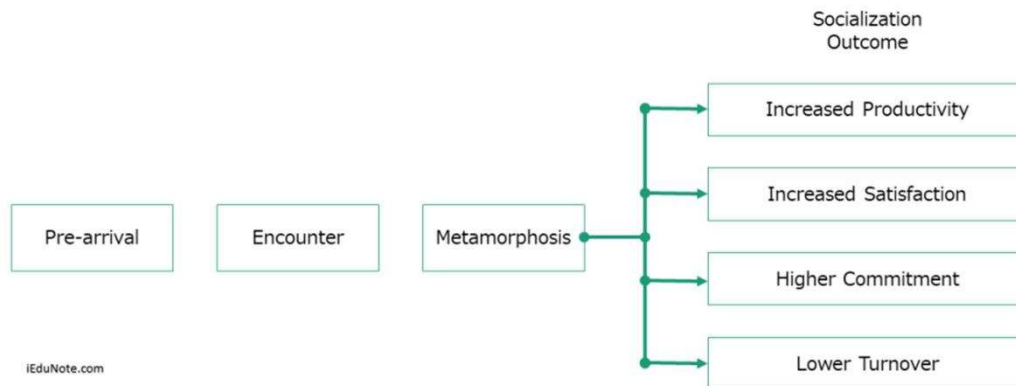 Socialization
Outcome
Increased Productivity
Increased Satisfaction
Pre-arrival
Encounter
Metamorphosis
Higher Commitment
Lower Turnover
iEduNote.com